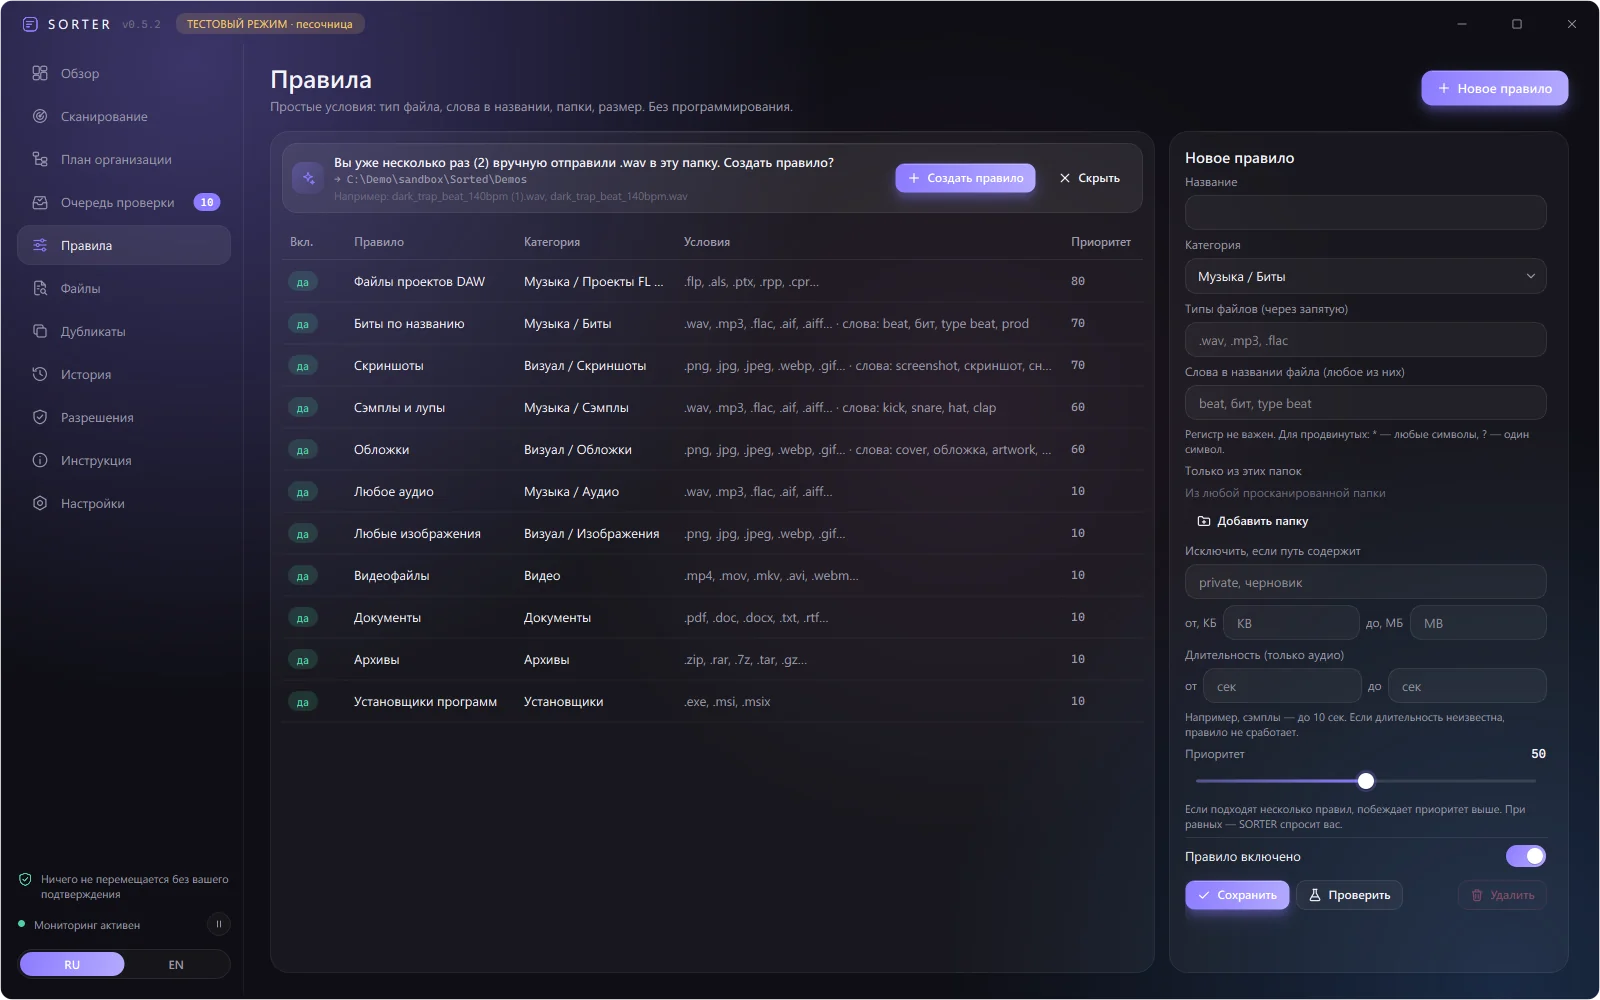 SORTER v0.5.2 ТЕСТОВЫЙ РЕЖИМ · песочница
Обзор
Сканирование
План организации
Очередь проверки 10
Правила
Файлы
Дубликаты
История
Разрешения
Инструкция
Настройки
Ничего не перемещается без вашего
подтверждения
Мониторинг активен
RU EN
Правила
Простые условия: тип файла, слова в названии, папки, размер. Без программирования.
+ Новое правило
Вы уже несколько раз (2) вручную отправили .wav в эту папку. Создать правило?
→ C:\Demo\sandbox\Sorted\Demos
Например: dark_trap_beat_140bpm (1).wav, dark_trap_beat_140bpm.wav
+ Создать правило
× Скрыть
Вкл. Правило Категория Условия Приоритет
да Файлы проектов DAW Музыка / Проекты FL ... .flp, .als, .ptx, .rpp, .cpr... 80
да Биты по названию Музыка / Биты .wav, .mp3, .flac, .aif, .aiff... · слова: beat, бит, type beat, prod 70
да Скриншоты Визуал / Скриншоты .png, .jpg, .jpeg, .webp, .gif... · слова: screenshot, скриншот, сн... 70
да Сэмплы и лупы Музыка / Сэмплы .wav, .mp3, .flac, .aif, .aiff... · слова: kick, snare, hat, clap 60
да Обложки Визуал / Обложки .png, .jpg, .jpeg, .webp, .gif... · слова: cover, обложка, artwork, ... 60
да Любое аудио Музыка / Аудио .wav, .mp3, .flac, .aif, .aiff... 10
да Любые изображения Визуал / Изображения .png, .jpg, .jpeg, .webp, .gif... 10
да Видеофайлы Видео .mp4, .mov, .mkv, .avi, .webm... 10
да Документы Документы .pdf, .doc, .docx, .txt, .rtf... 10
да Архивы Архивы .zip, .rar, .7z, .tar, .gz... 10
да Установщики программ Установщики .exe, .msi, .msix 10
Новое правило
Название
Категория
Музыка / Биты
Типы файлов (через запятую)
.wav, .mp3, .flac
Слова в названии файла (любое из них)
beat, бит, type beat
Регистр не важен. Для продвинутых: * — любые символы, ? — один
символ.
Только из этих папок
Из любой просканированной папки
Добавить папку
Исключить, если путь содержит
private, черновик
от, КБ KB до, МБ MB
Длительность (только аудио)
от сек до сек
Например, сэмплы — до 10 сек. Если длительность неизвестна,
правило не сработает.
Приоритет 50
Если подходят несколько правил, побеждает приоритет выше. При
равных — SORTER спросит вас.
Правило включено
Сохранить Проверить Удалить